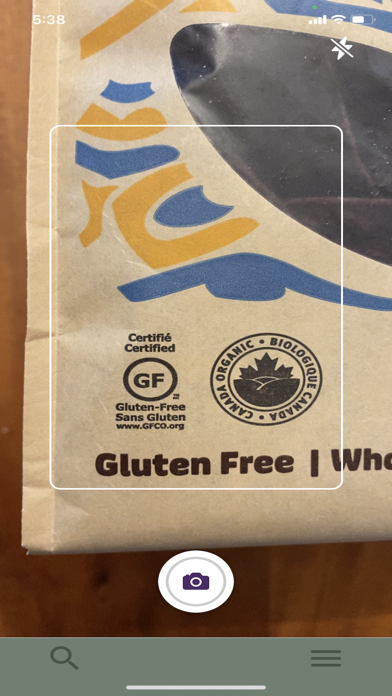 5:38
Certifié
Certified
GF
Gluten-Free
Sans Gluten
www.GFCO.org
CANADA ORGANIC • BIOLOGIQUE CANADA •
Gluten Free | Who